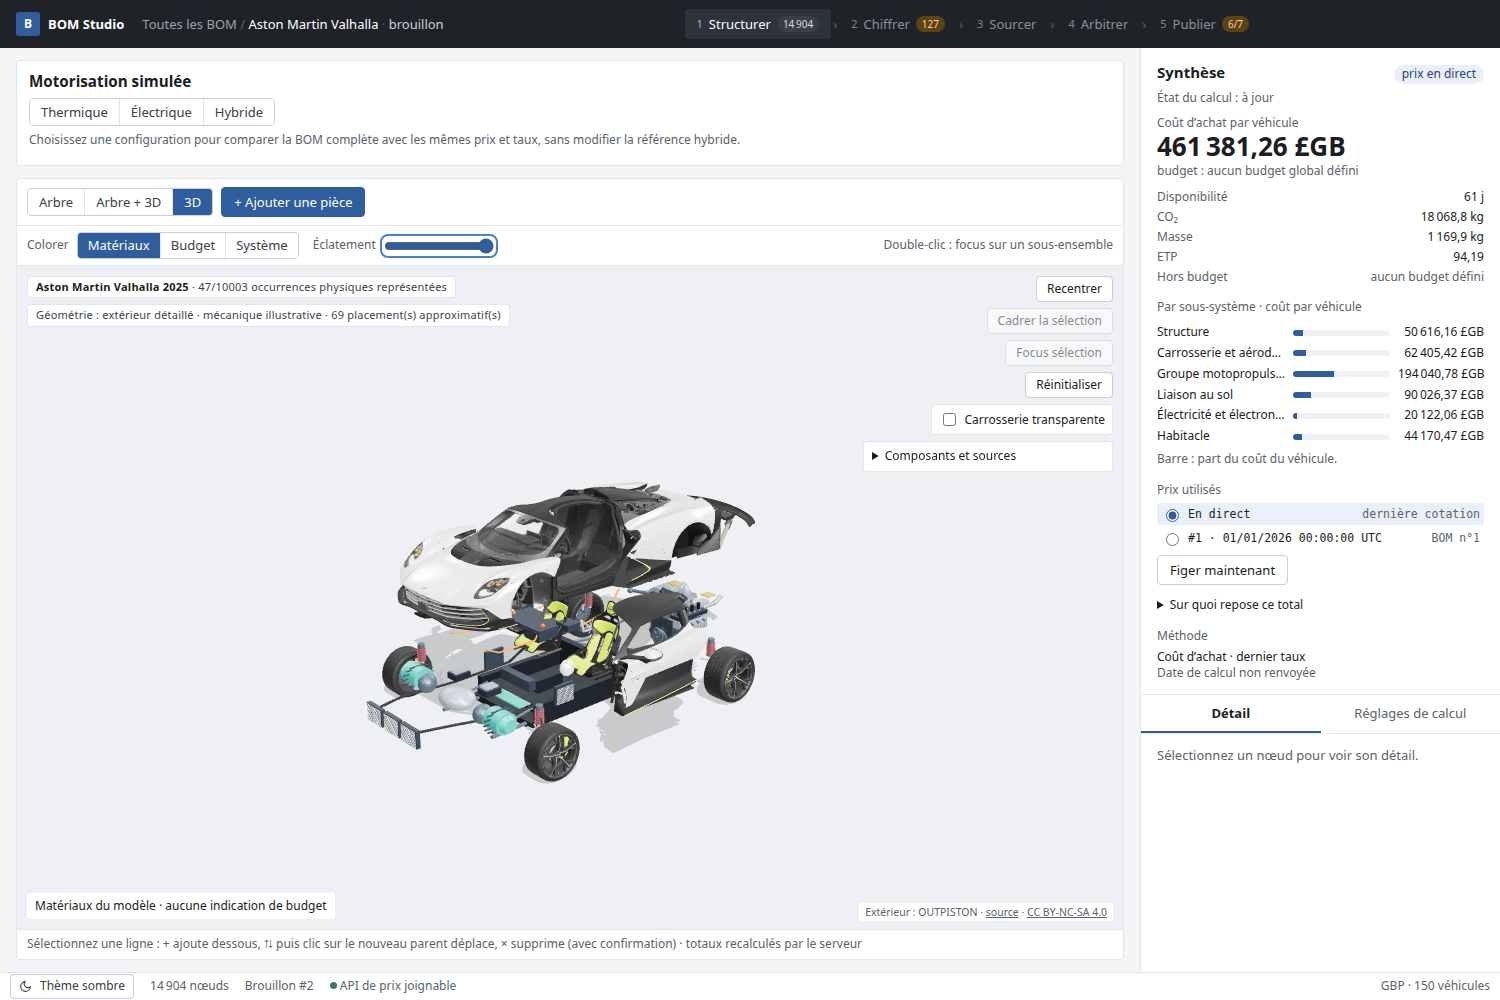 B BOM Studio Toutes les BOM / Aston Martin Valhalla · brouillon 1 Structurer 14 904 › 2 Chiffrer 127 › 3 Sourcer › 4 Arbitrer › 5 Publier 6/7
Motorisation simulée
Thermique Électrique Hybride
Choisissez une configuration pour comparer la BOM complète avec les mêmes prix et taux, sans modifier la référence hybride.
Arbre Arbre + 3D 3D + Ajouter une pièce
Colorer Matériaux Budget Système Éclatement Double-clic : focus sur un sous-ensemble
Aston Martin Valhalla 2025 · 47/10003 occurrences physiques représentées
Géométrie : extérieur détaillé · mécanique illustrative · 69 placement(s) approximatif(s)
Recentrer
Cadrer la sélection
Focus sélection
Réinitialiser
Carrosserie transparente
Composants et sources
Matériaux du modèle · aucune indication de budget
Extérieur : OUTPISTON · source · CC BY-NC-SA 4.0
Sélectionnez une ligne : + ajoute dessous, ⇅ puis clic sur le nouveau parent déplace, × supprime (avec confirmation) · totaux recalculés par le serveur
Synthèse prix en direct
État du calcul : à jour
Coût d’achat par véhicule
461 381,26 £GB
budget : aucun budget global défini
Disponibilité 61 j
CO₂ 18 068,8 kg
Masse 1 169,9 kg
ETP 94,19
Hors budget aucun budget défini
Par sous-système · coût par véhicule
Structure 50 616,16 £GB
Carrosserie et aérod... 62 405,42 £GB
Groupe motopropuls... 194 040,78 £GB
Liaison au sol 90 026,37 £GB
Électricité et électron... 20 122,06 £GB
Habitacle 44 170,47 £GB
Barre : part du coût du véhicule.
Prix utilisés
En direct dernière cotation
#1 · 01/01/2026 00:00:00 UTC BOM n°1
Figer maintenant
Sur quoi repose ce total
Méthode
Coût d’achat · dernier taux
Date de calcul non renvoyée
Détail Réglages de calcul
Sélectionnez un nœud pour voir son détail.
Thème sombre 14 904 nœuds Brouillon #2 API de prix joignable GBP · 150 véhicules